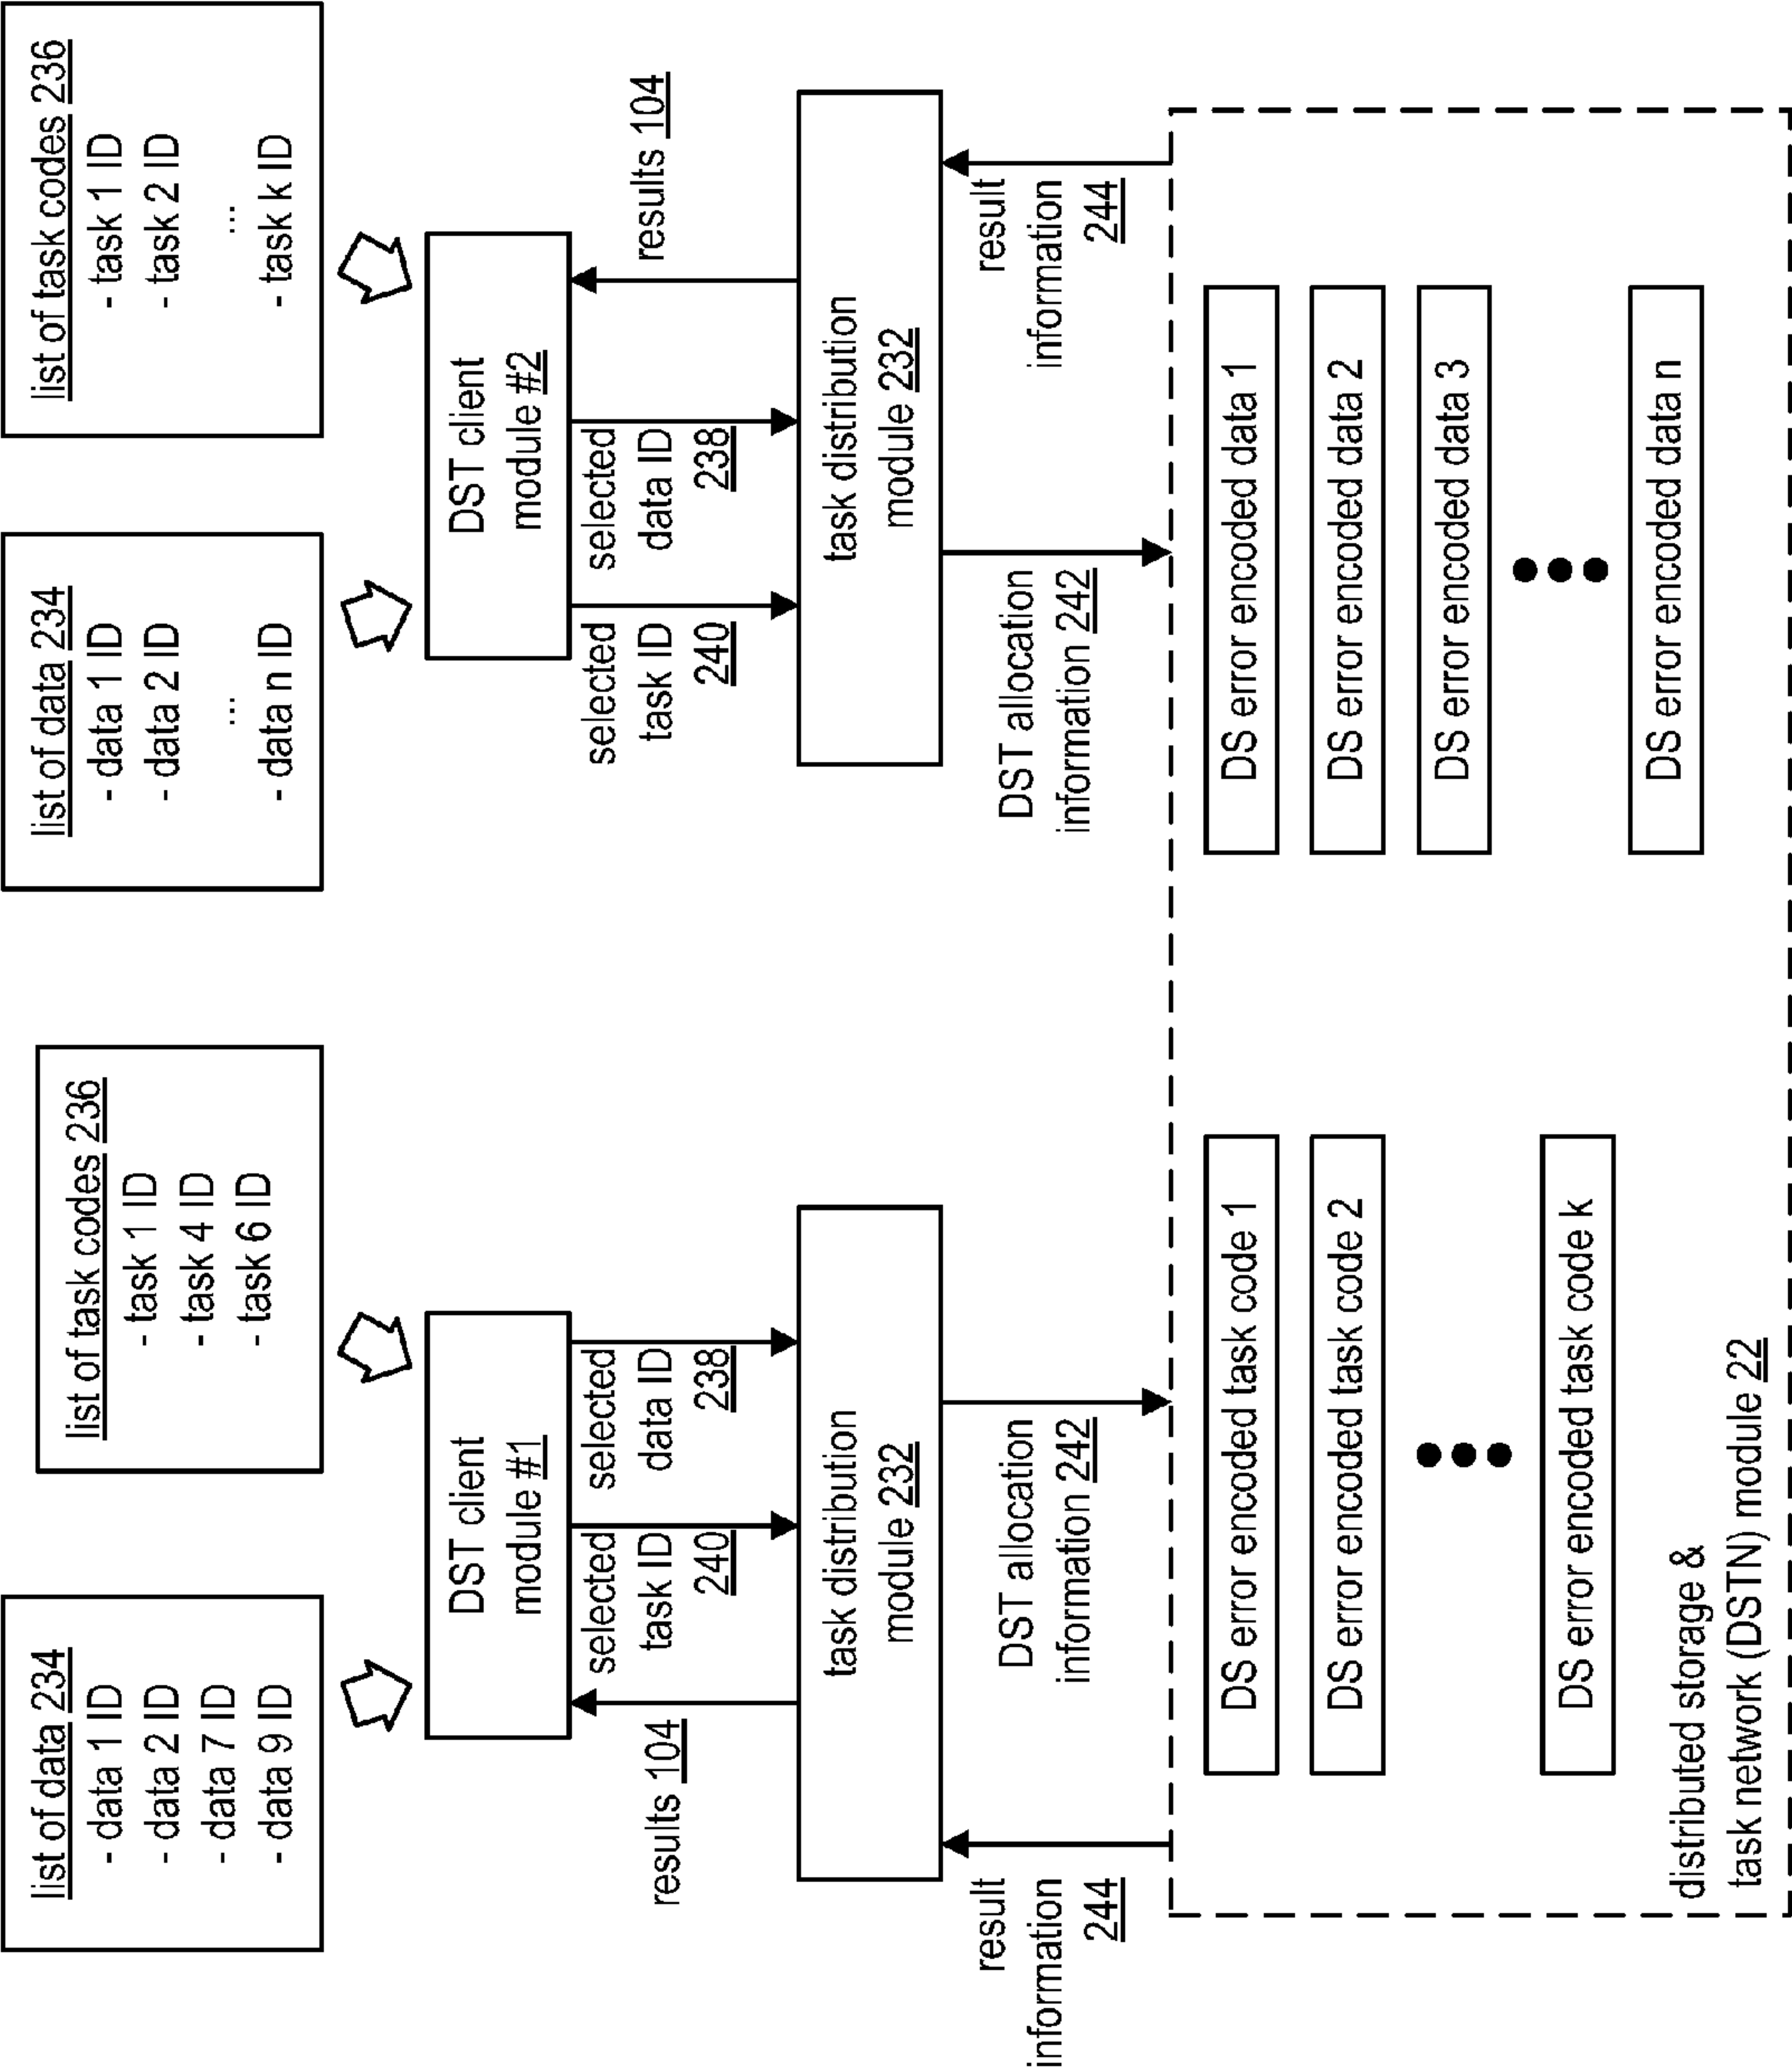 list of data 234
- data 1 ID
- data 2 ID
- data 7 ID
- data 9 ID
list of task codes 236
- task 1 ID
- task 4 ID
- task 6 ID
list of data 234
- data 1 ID
- data 2 ID
...
- data n ID
list of task codes 236
- task 1 ID
- task 2 ID
...
- task k ID
DST client
module #1
DST client
module #2
results 104
selected
task ID
240
selected
data ID
238
selected
task ID
240
selected
data ID
238
results 104
task distribution
module 232
task distribution
module 232
result
information
244
DST allocation
information 242
DST allocation
information 242
result
information
244
DS error encoded task code 1
DS error encoded task code 2
DS error encoded task code k
DS error encoded data 1
DS error encoded data 2
DS error encoded data 3
DS error encoded data n
distributed storage &
task network (DSTN) module 22